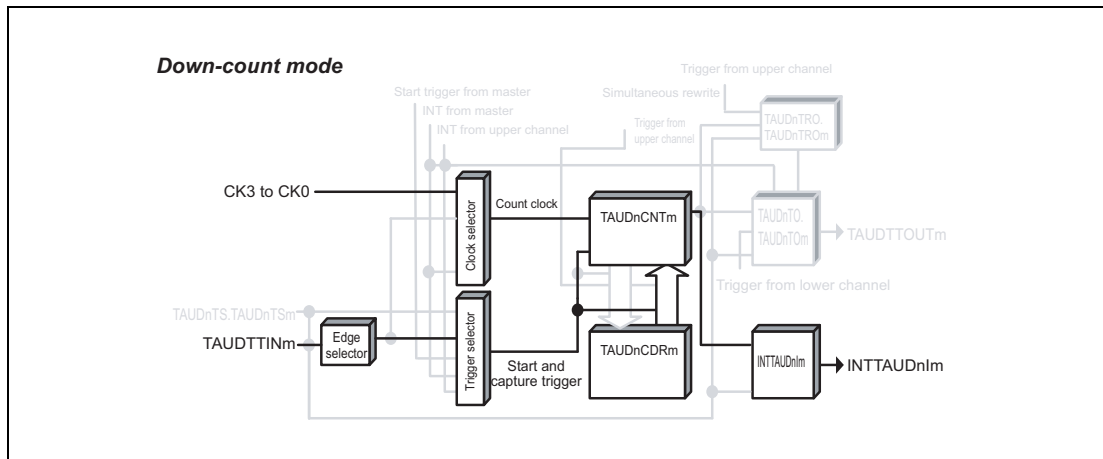 Down-count mode
Trigger from upper channel
Simultaneous rewrite
Start trigger from master
INT from master
INT from upper channel
Trigger from
upper channel
TAUDnTRO.
TAUDnTROm
CK3 to CK0
Clock selector
Count clock
TAUDnCNTm
TAUDnTO.
TAUDnTOm
TAUDTTOUTm
Trigger from lower channel
TAUDnTS.TAUDnTSm
TAUDTTINm
Edge
selector
Trigger selector
Start and
capture trigger
TAUDnCDRm
INTTAUDnIm
INTTAUDnIm